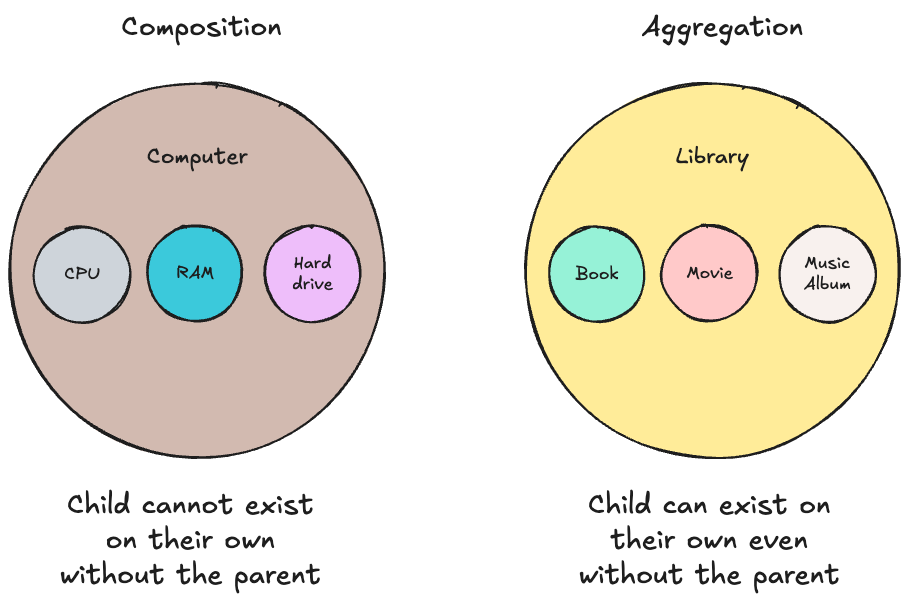 Composition
Computer
CPU
RAM
Hard
drive
Child cannot exist
on their own
without the parent
Aggregation
Library
Book
Movie
Music
Album
Child can exist on
their own even
without the parent